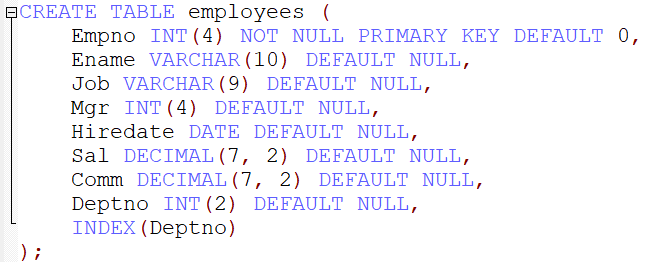 CREATE TABLE employees (
Empno INT(4) NOT NULL PRIMARY KEY DEFAULT 0,
Ename VARCHAR(10) DEFAULT NULL,
Job VARCHAR(9) DEFAULT NULL,
Mgr INT(4) DEFAULT NULL,
Hiredate DATE DEFAULT NULL,
Sal DECIMAL(7, 2) DEFAULT NULL,
Comm DECIMAL(7, 2) DEFAULT NULL,
Deptno INT(2) DEFAULT NULL,
INDEX(Deptno)
);